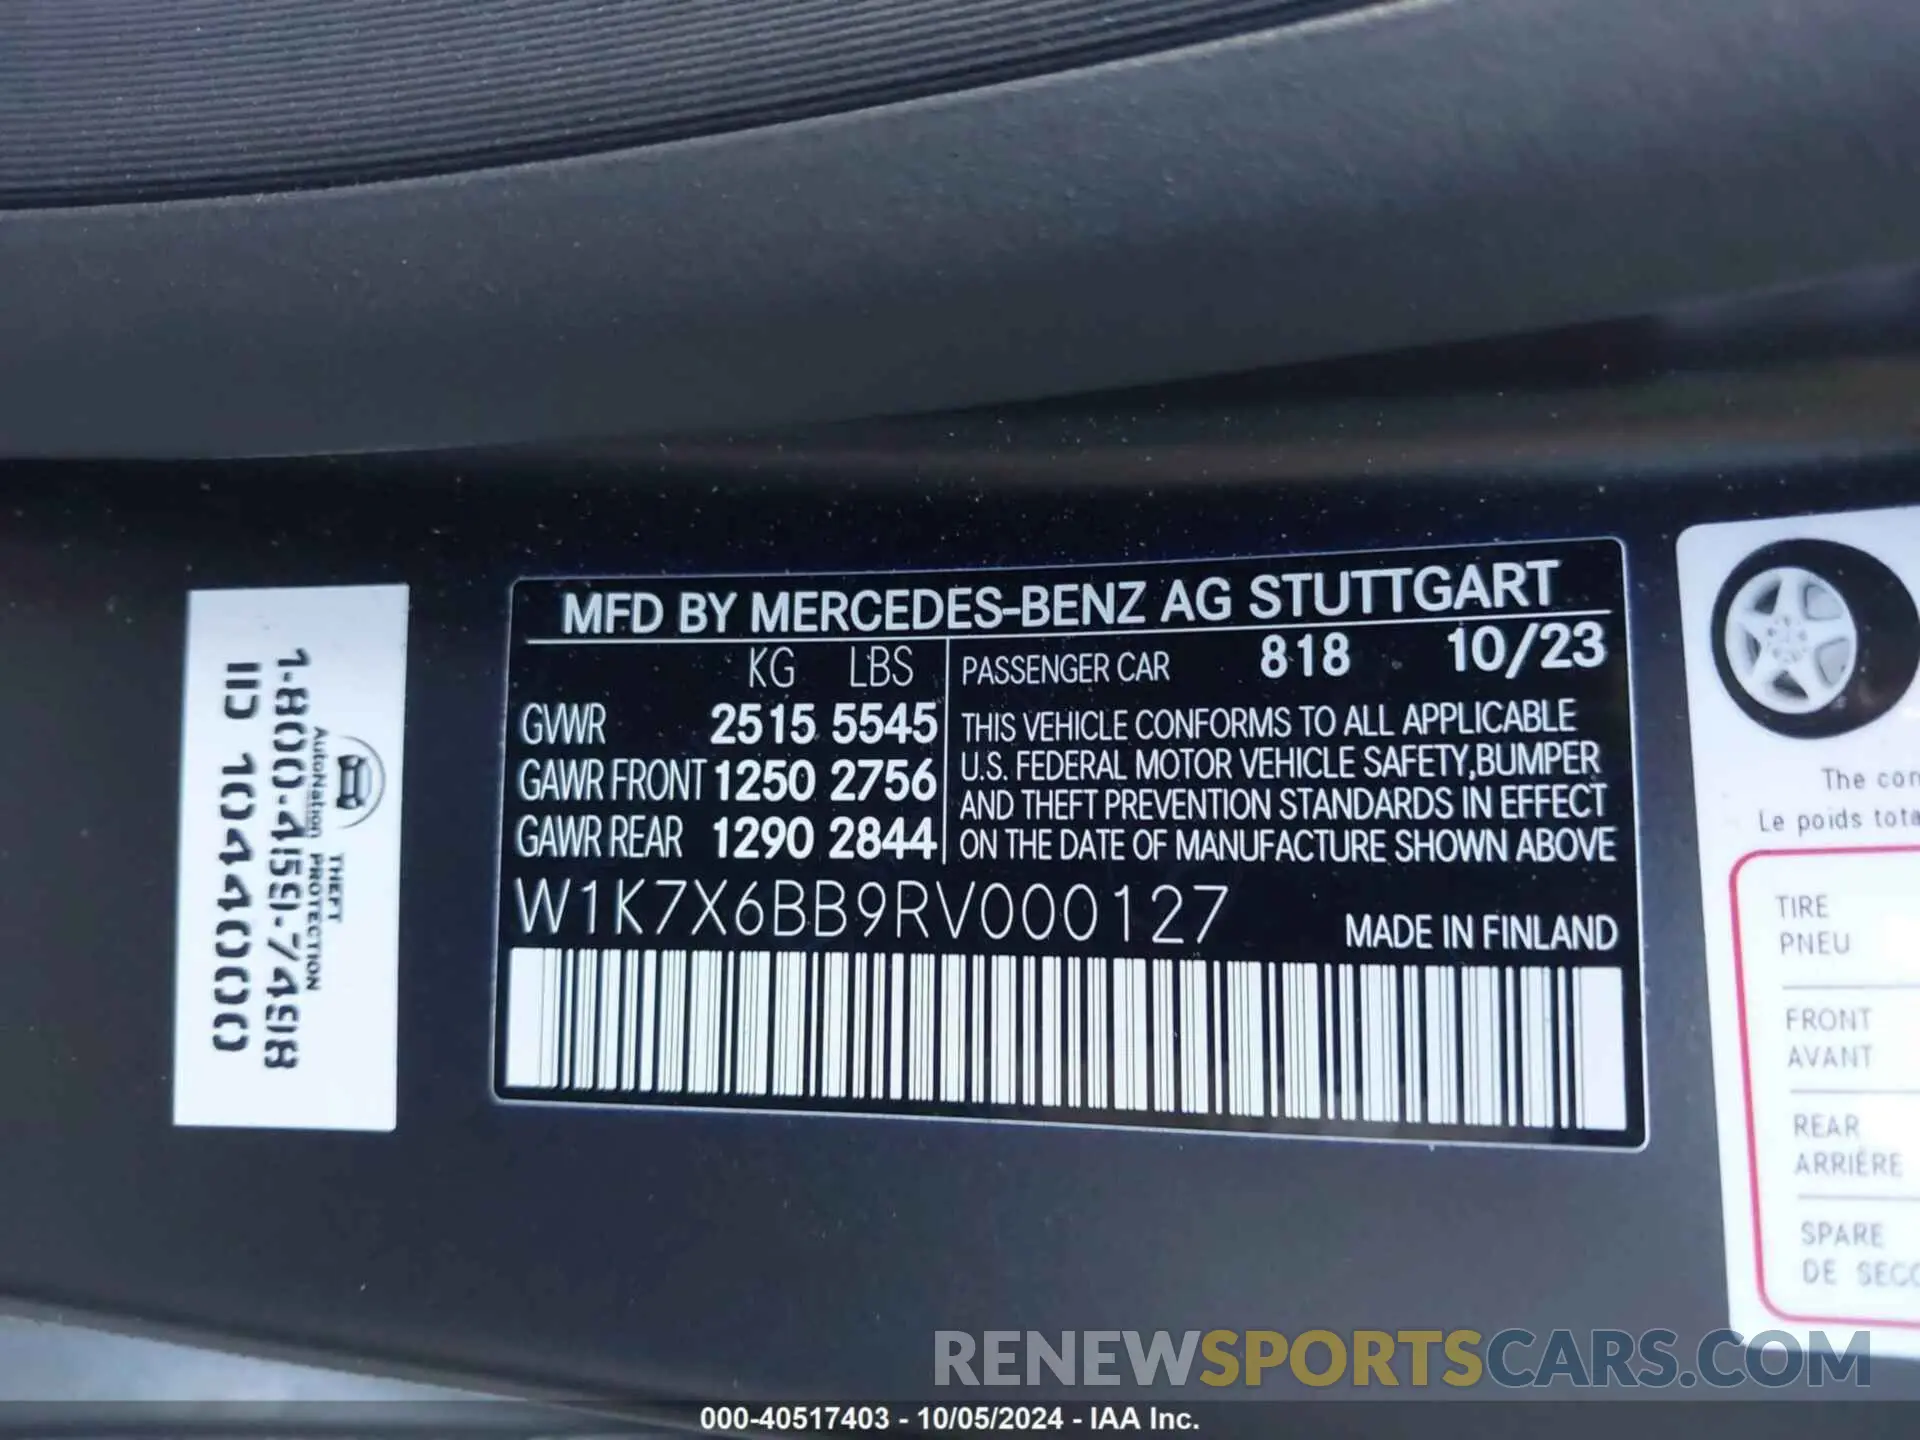 MFD BY MERCEDES-BENZ AG STUTTGART
KG LBS
GVWR 2515 5545
GAWR FRONT 1250 2756
GAWR REAR 1290 2844
PASSENGER CAR 818 10/23
THIS VEHICLE CONFORMS TO ALL APPLICABLE
U.S. FEDERAL MOTOR VEHICLE SAFETY,BUMPER
AND THEFT PREVENTION STANDARDS IN EFFECT
ON THE DATE OF MANUFACTURE SHOWN ABOVE
W1K7X6BB9RV000127
MADE IN FINLAND
AutoNation THEFT
PROTECTION
1-800-459-7498
ID 1044000
The con
Le poids tota
TIRE
PNEU
FRONT
AVANT
REAR
ARRIÈRE
SPARE
DE SECO
RENEWSPORTSCARS.COM
000-40517403 - 10/05/2024 - IAA Inc.